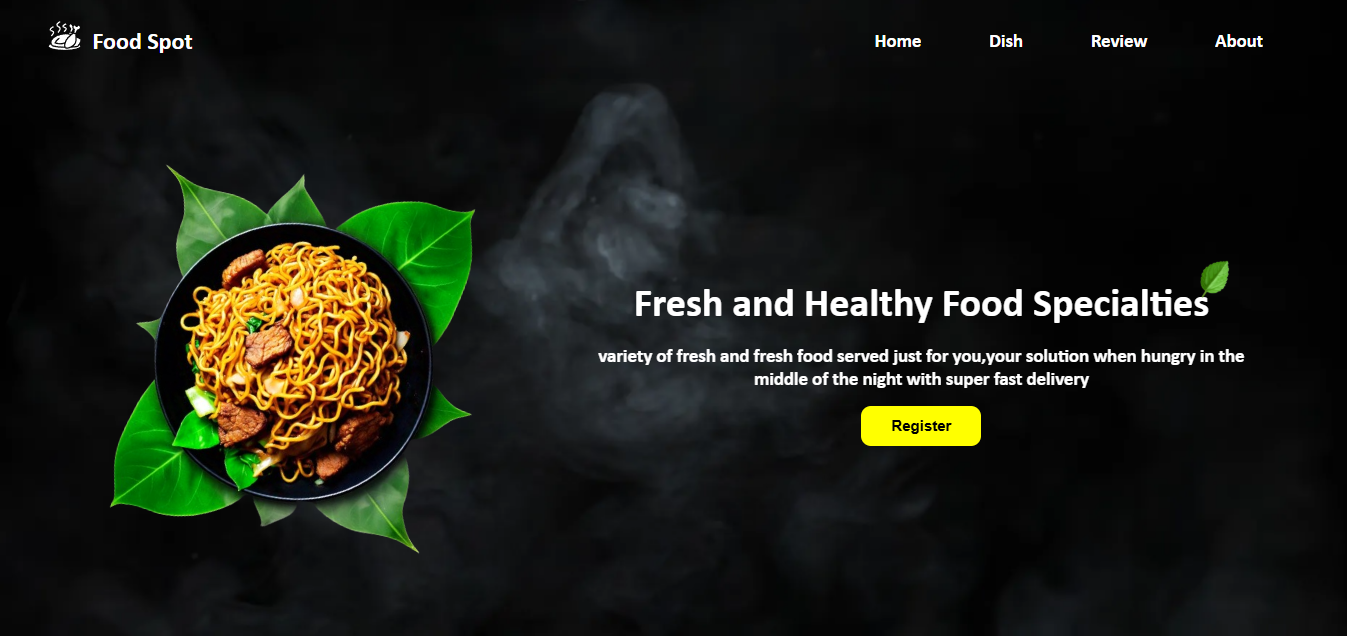 Food Spot
Home Dish Review About
Fresh and Healthy Food Specialties
variety of fresh and fresh food served just for you,your solution when hungry in the
middle of the night with super fast delivery
Register